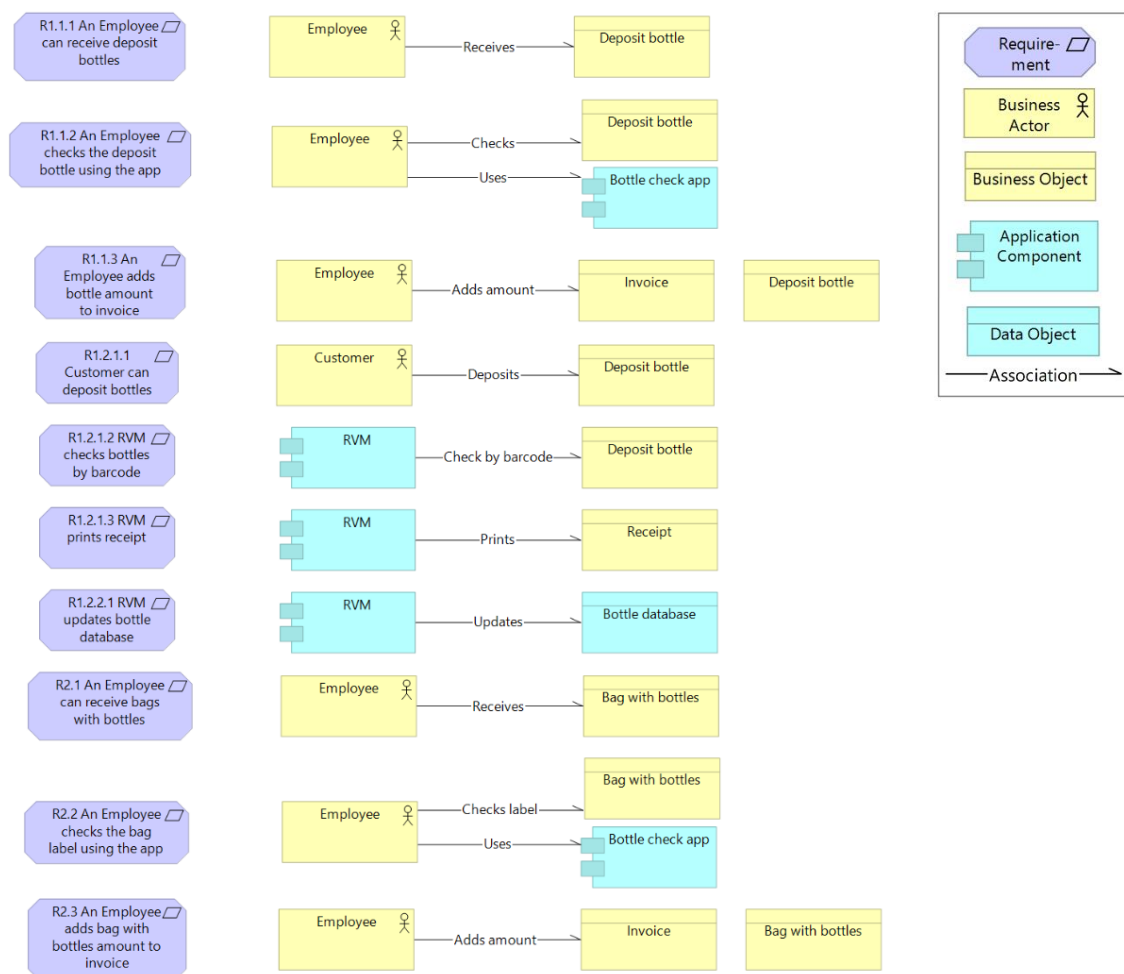 R1.1.1 An Employee
can receive deposit
bottles
Employee
Receives
Deposit bottle
R1.1.2 An Employee
checks the deposit
bottle using the app
Employee
Checks
Uses
Deposit bottle
Bottle check app
R1.1.3 An
Employee adds
bottle amount
to invoice
Employee
Adds amount
Invoice
Deposit bottle
R1.2.1.1
Customer can
deposit bottles
Customer
Deposits
Deposit bottle
R1.2.1.2 RVM
checks bottles
by barcode
RVM
Check by barcode
Deposit bottle
R1.2.1.3 RVM
prints receipt
RVM
Prints
Receipt
R1.2.2.1 RVM
updates bottle
database
RVM
Updates
Bottle database
R2.1 An Employee
can receive bags
with bottles
Employee
Receives
Bag with bottles
R2.2 An Employee
checks the bag
label using the app
Employee
Checks label
Uses
Bag with bottles
Bottle check app
R2.3 An Employee
adds bag with
bottles amount to
invoice
Employee
Adds amount
Invoice
Bag with bottles
Require-
ment
Business
Actor
Business Object
Application
Component
Data Object
Association